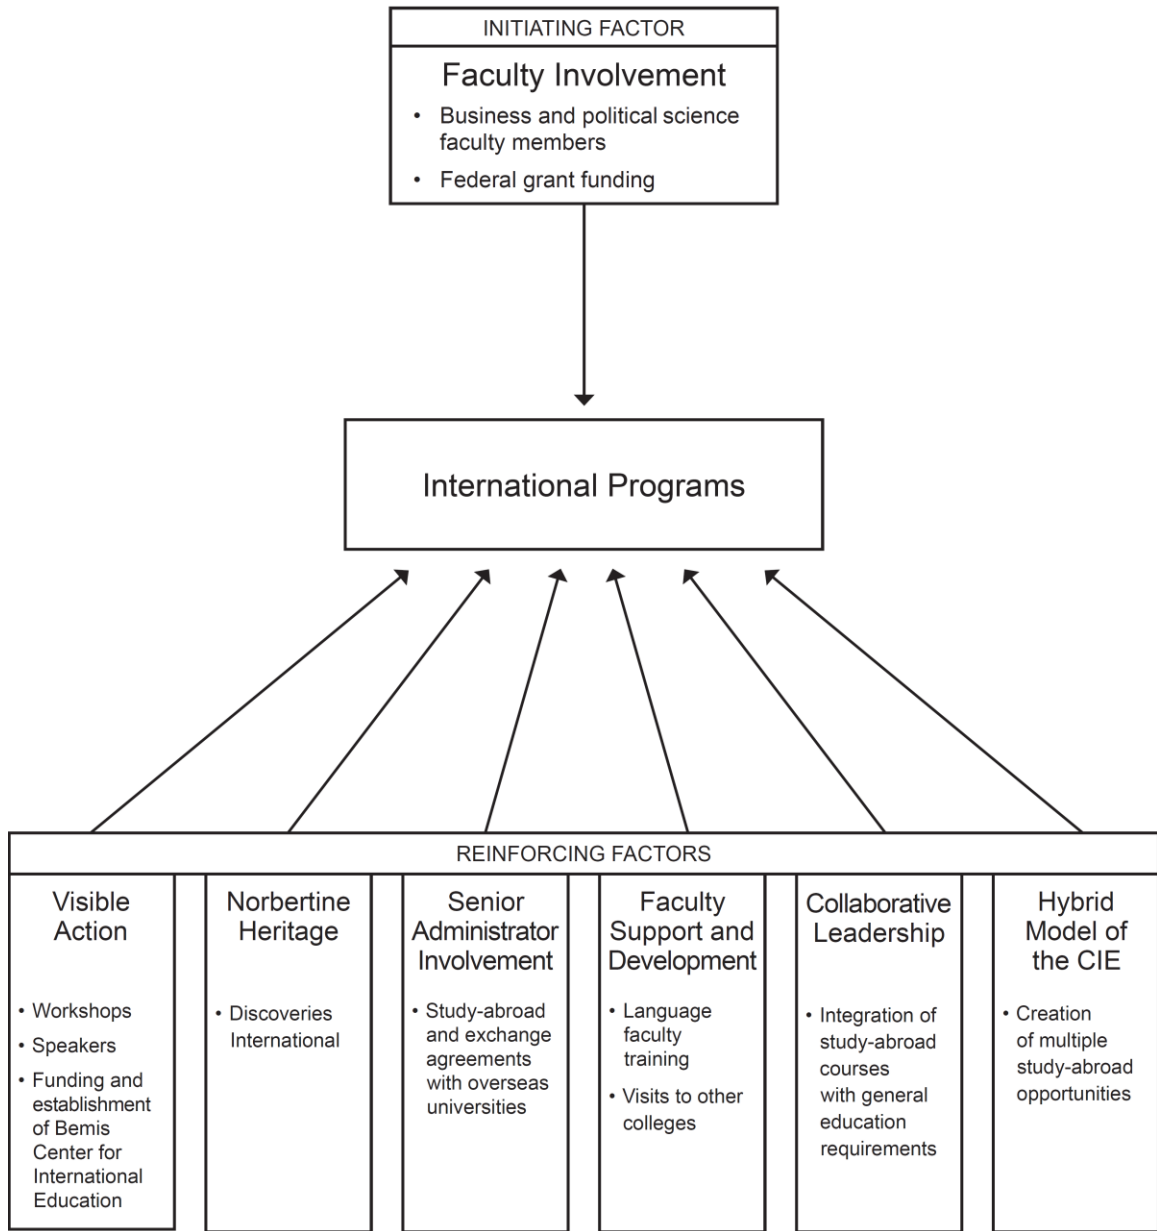 INITIATING FACTOR
Faculty Involvement
• Business and political science
faculty members
• Federal grant funding
International Programs
REINFORCING FACTORS
Visible
Action
• Workshops
• Speakers
• Funding and
establishment
of Bemis
Center for
International
Education
Norbertine
Heritage
• Discoveries
International
Senior
Administrator
Involvement
• Study-abroad
and exchange
agreements
with overseas
universities
Faculty
Support and
Development
• Language
faculty
training
• Visits to other
colleges
Collaborative
Leadership
• Integration of
study-abroad
courses
with general
education
requirements
Hybrid
Model of
the CIE
• Creation
of multiple
study-abroad
opportunities